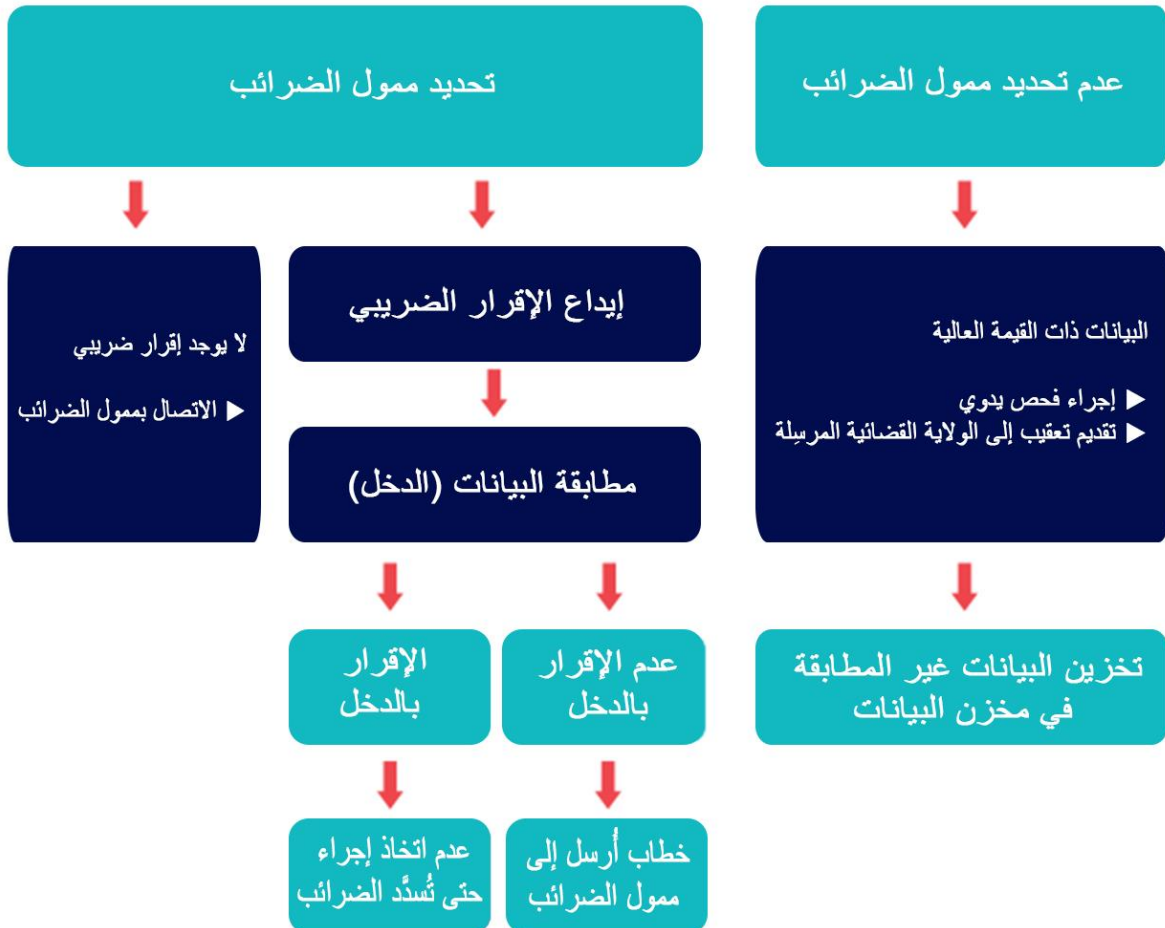 عدم تحديد ممول الضرائب
تحديد ممول الضرائب
البيانات ذات القيمة العالية
◀ إجراء فحص يدوي
◀ تقديم تعقيب إلى الولاية القضائية المرسِلة
إيداع الإقرار الضريبي
لا يوجد إقرار ضريبي
◀ الاتصال بممول الضرائب
مطابقة البيانات (الدخل)
تخزين البيانات غير المطابقة
في مخزن البيانات
عدم الإقرار
بالدخل
الإقرار
بالدخل
خطاب أُرسل إلى
ممول الضرائب
عدم اتخاذ إجراء
حتى تُسدَّد الضرائب